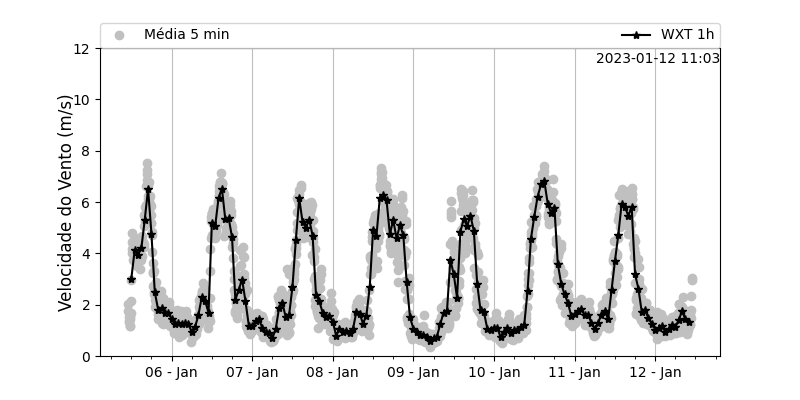 Média 5 min
WXT 1h
2023-01-12 11:03
Velocidade do Vento (m/s)
12
10
8
6
4
2
0
06 - Jan
07 - Jan
08 - Jan
09 - Jan
10 - Jan
11 - Jan
12 - Jan